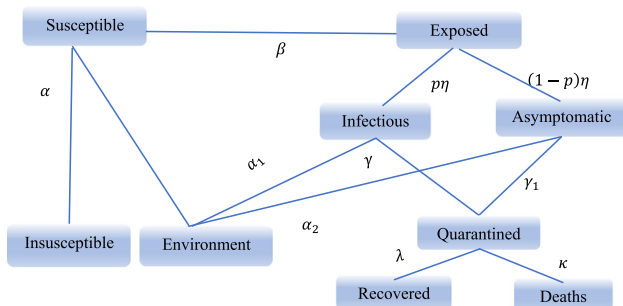 Susceptible
Exposed
β
α
pη
(1 − p)η
Infectious
Asymptomatic
α₁
γ
γ₁
α₂
Insusceptible
Environment
Quarantined
λ
κ
Recovered
Deaths